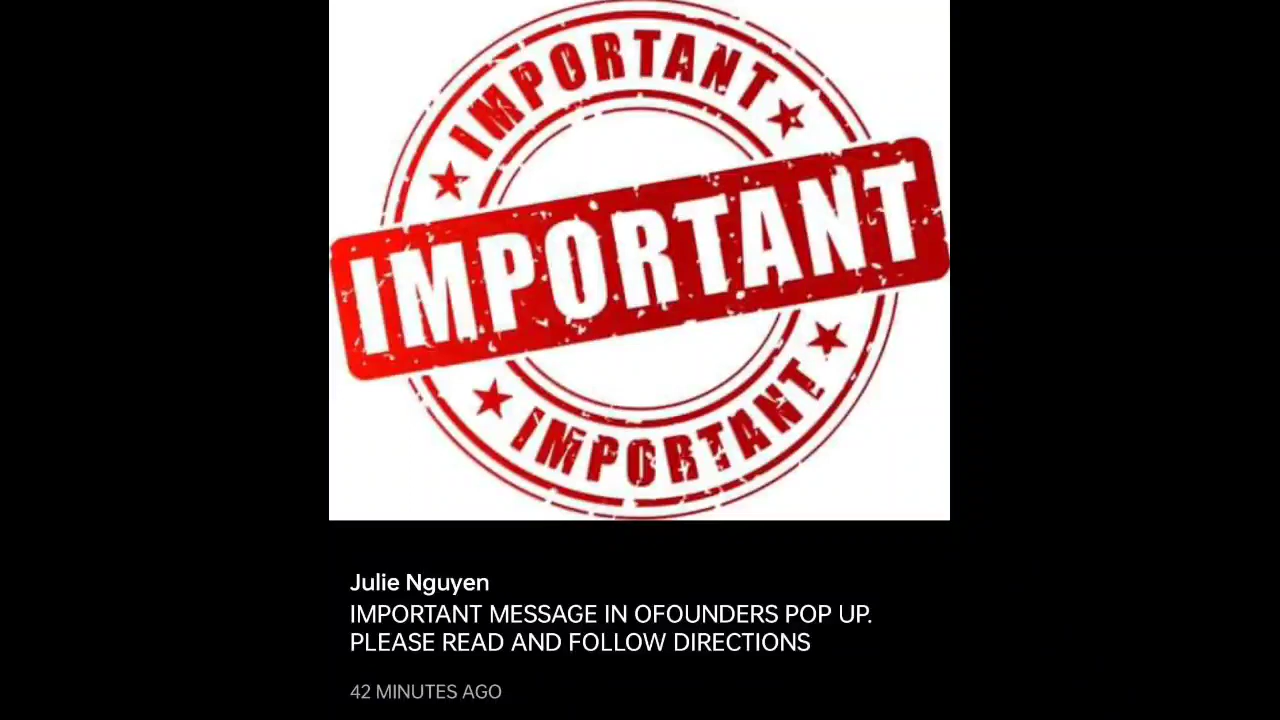 IMPORTANT
IMPORTANT
IMPORTANT
Julie Nguyen
IMPORTANT MESSAGE IN OFOUNDERS POP UP.
PLEASE READ AND FOLLOW DIRECTIONS
42 MINUTES AGO